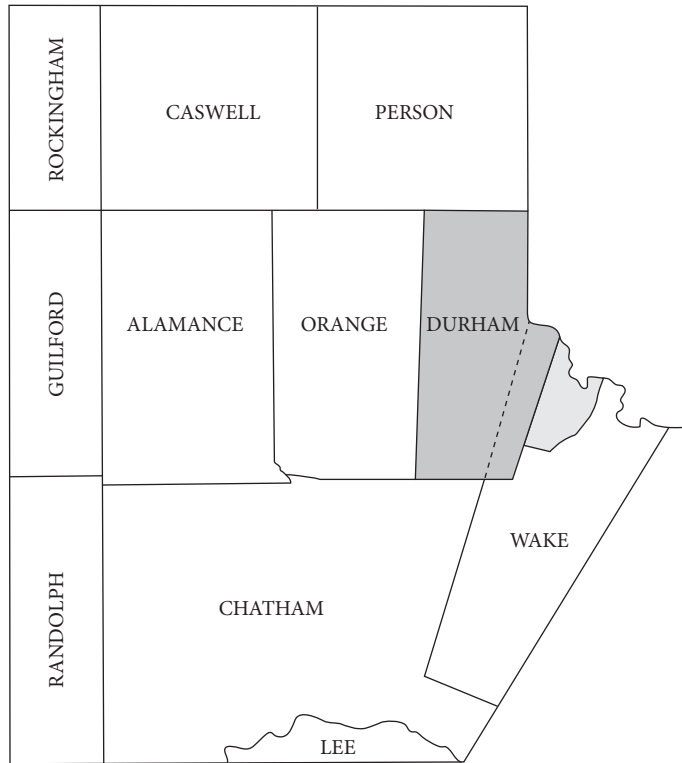 ROCKINGHAM
CASWELL
PERSON
GUILFORD
ALAMANCE
ORANGE
DURHAM
WAKE
RANDOLPH
CHATHAM
LEE